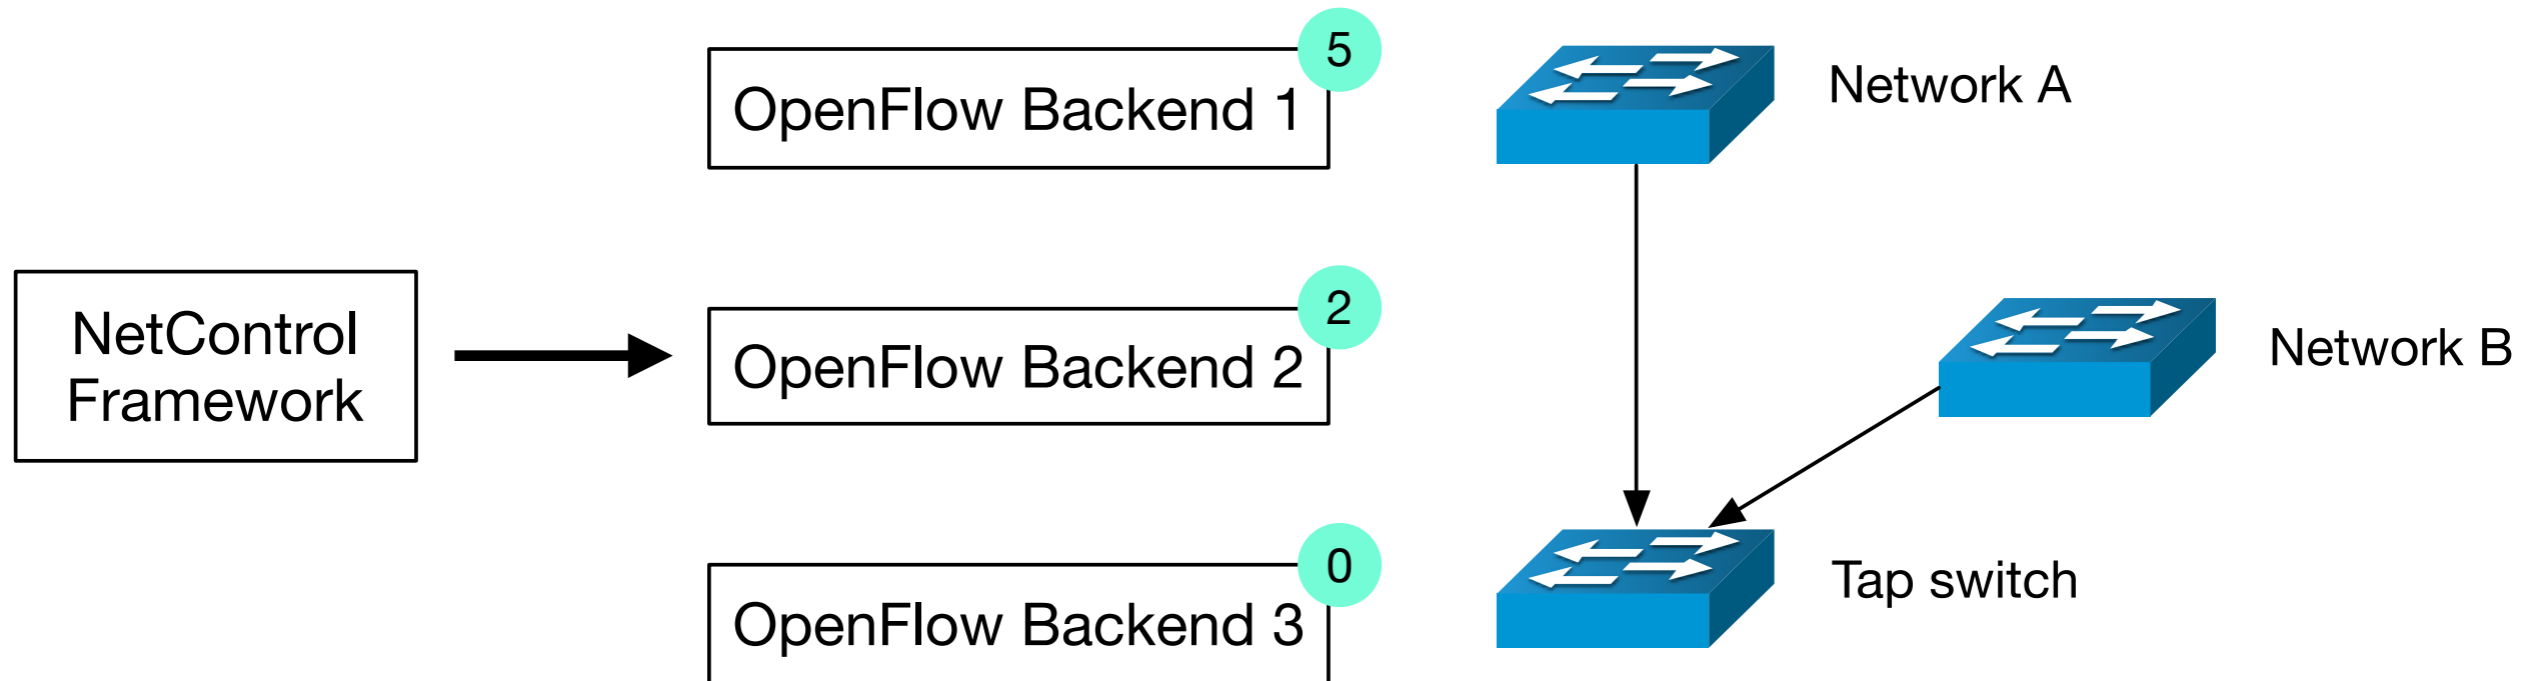 5
OpenFlow Backend 1
Network A
2
NetControl
Framework
OpenFlow Backend 2
Network B
0
OpenFlow Backend 3
Tap switch